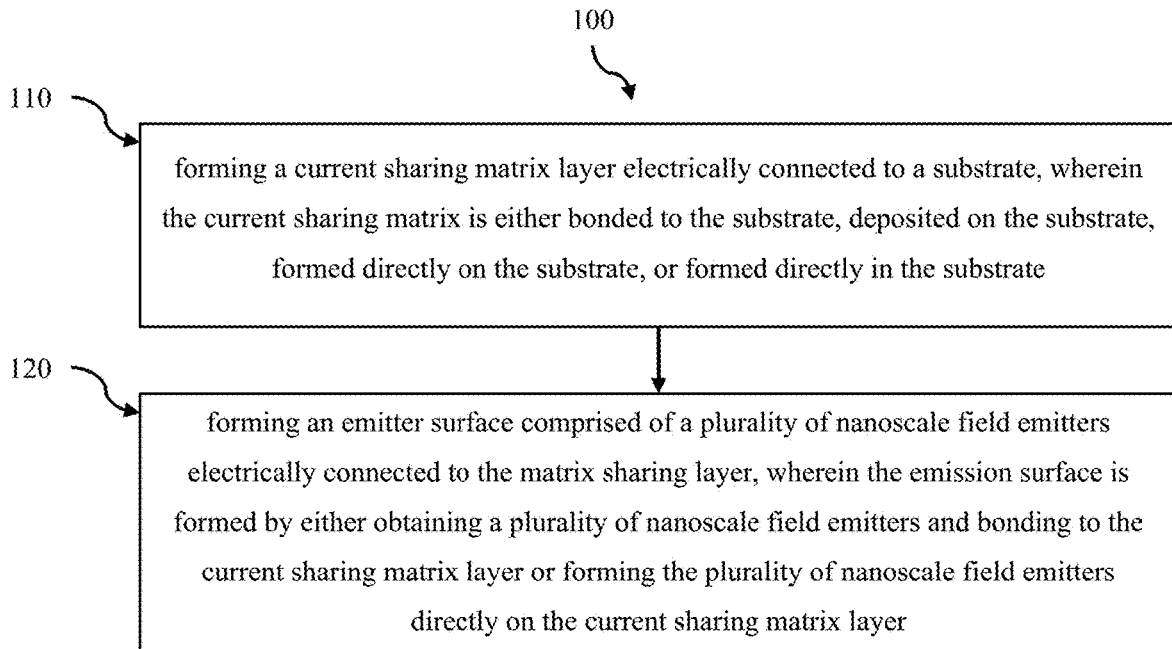 100
110
forming a current sharing matrix layer electrically connected to a substrate, wherein
the current sharing matrix is either bonded to the substrate, deposited on the substrate,
formed directly on the substrate, or formed directly in the substrate
120
forming an emitter surface comprised of a plurality of nanoscale field emitters
electrically connected to the matrix sharing layer, wherein the emission surface is
formed by either obtaining a plurality of nanoscale field emitters and bonding to the
current sharing matrix layer or forming the plurality of nanoscale field emitters
directly on the current sharing matrix layer